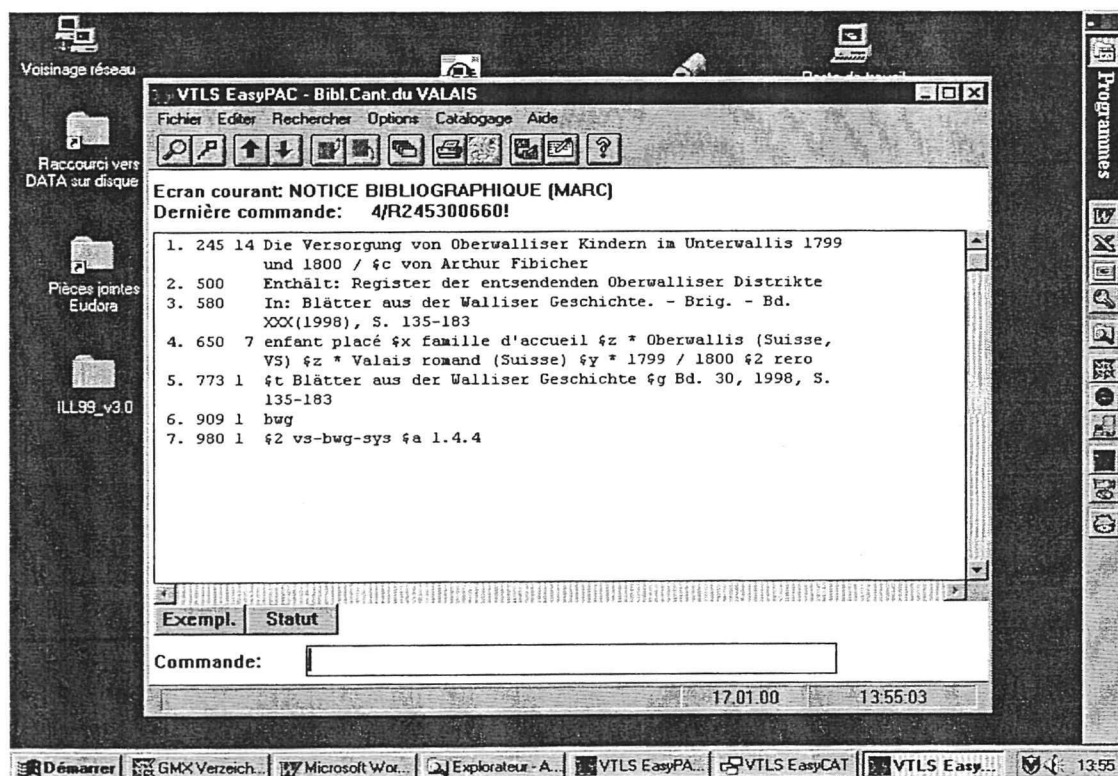 Voisinage réseau
Raccourci vers
DATA sur disque
Pièces jointes
Eudora
ILL99_v3.0
VTLS EasyPAC - Bibl.Cant.du VALAIS
Fichier Editer Rechercher Options Catalogage Aide
Ecran courant: NOTICE BIBLIOGRAPHIQUE (MARC)
Dernière commande: 4/R245300660!
1. 245 14 Die Versorgung von Oberwalliser Kindern im Unterwallis 1799
und 1800 / $c von Arthur Fibicher
2. 500 Enthält: Register der entsendenden Oberwalliser Distrikte
3. 580 In: Blätter aus der Walliser Geschichte. - Brig. - Bd.
XXX(1998), S. 135-183
4. 650 7 enfant placé $x famille d'accueil $z * Oberwallis (Suisse,
VS) $z * Valais romand (Suisse) $y * 1799 / 1800 $2 rero
5. 773 1 $t Blätter aus der Walliser Geschichte $g Bd. 30, 1998, S.
135-183
6. 909 1 bwg
7. 980 1 $2 vs-bwg-sys $a 1.4.4
Exempl. Statut
Commande:
17.01.00 13:55:03
Programmes
Démarrer GMX Verzeich... Microsoft Wor... Explorateur - A... VTLS EasyPA... VTLS EasyCAT VTLS Easy... 13:55